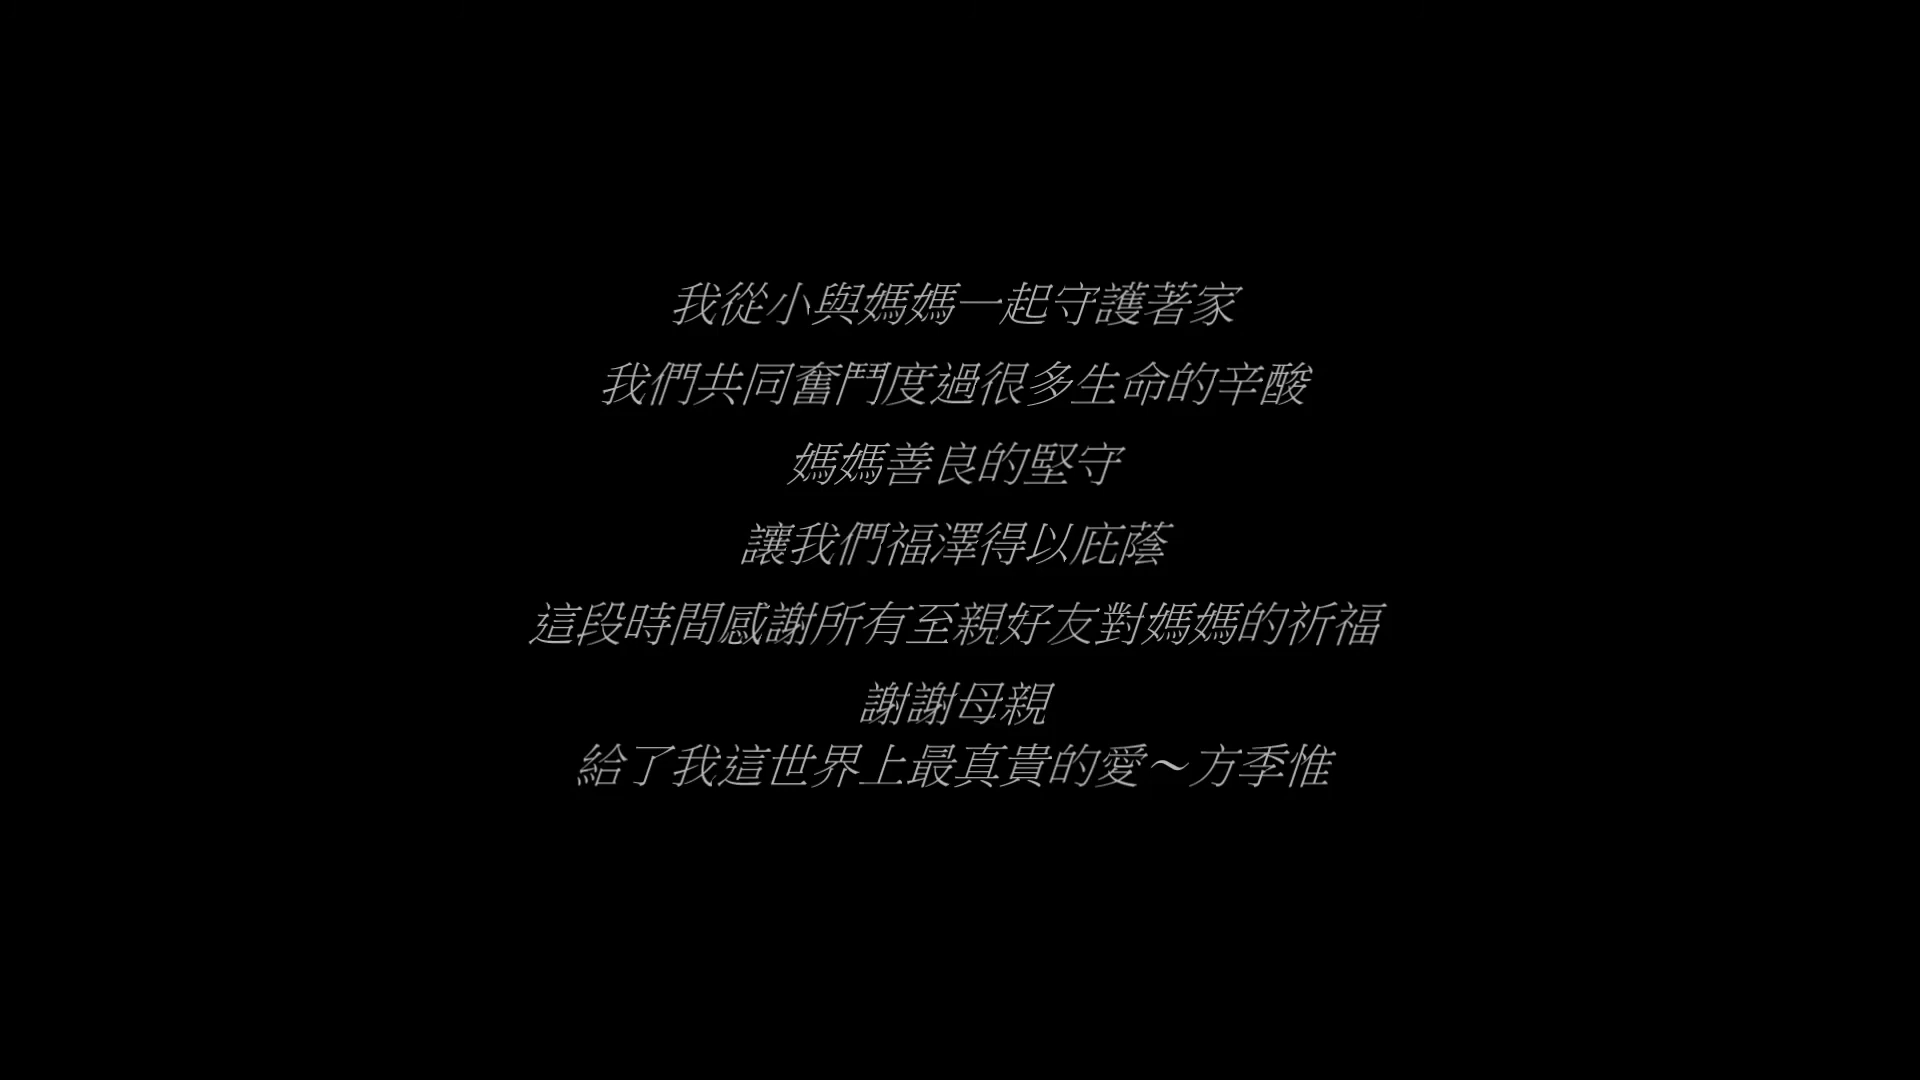 我從小與媽媽一起守護著家
我們共同奮鬥度過很多生命的辛酸
媽媽善良的堅守
讓我們福澤得以庇蔭
這段時間感謝所有至親好友對媽媽的祈福
謝謝母親
給了我這世界上最真貴的愛～方季惟